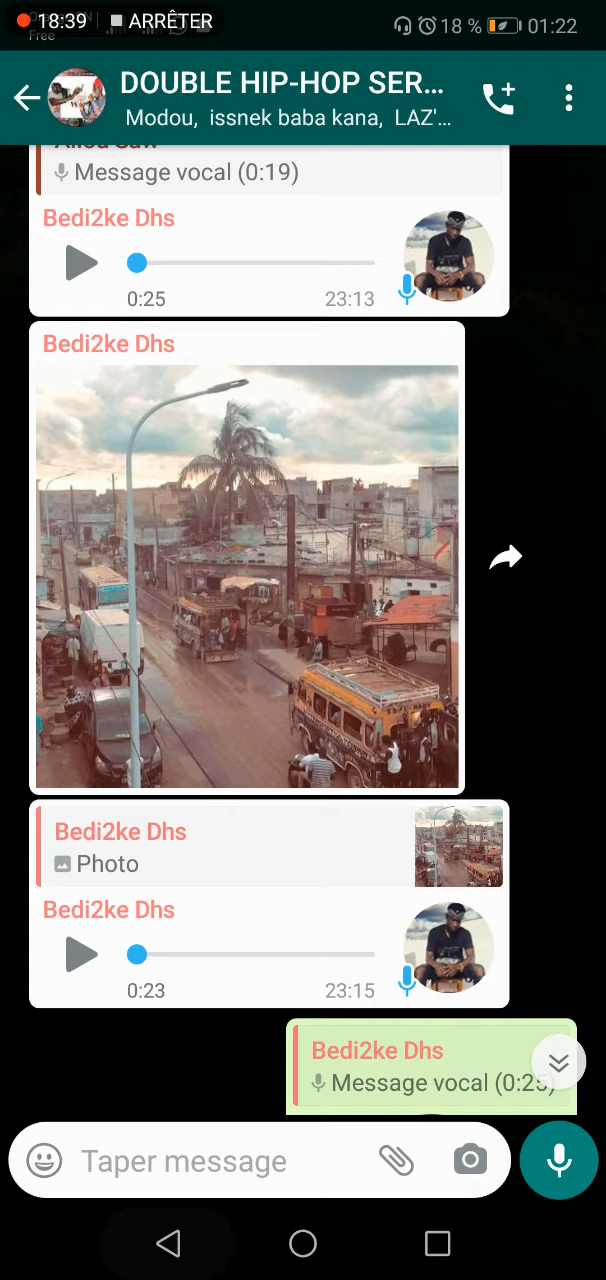 18:39 ARRÊTER 18 % 01:22
Free
DOUBLE HIP-HOP SER...
Modou, issnek baba kana, LAZ'...
Message vocal (0:19)
Bedi2ke Dhs
0:25 23:13
Bedi2ke Dhs
Bedi2ke Dhs
Photo
Bedi2ke Dhs
0:23 23:15
Bedi2ke Dhs
Message vocal (0:25)
Taper message